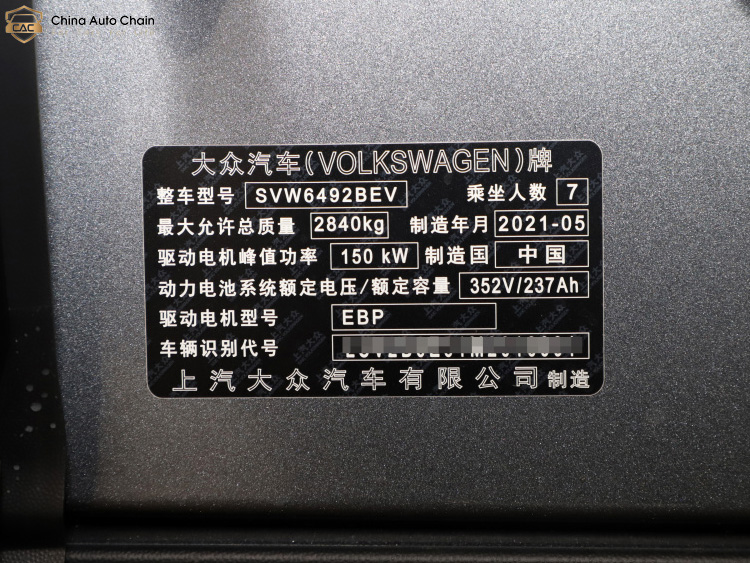 CAC
China Auto Chain
大众汽车(VOLKSWAGEN)牌
整车型号 SVW6492BEV 乘坐人数 7
最大允许总质量 2840kg 制造年月 2021-05
驱动电机峰值功率 150 kW 制造国 中国
动力电池系统额定电压/额定容量 352V/237Ah
驱动电机型号 EBP
车辆识别代号
上汽大众汽车有限公司制造